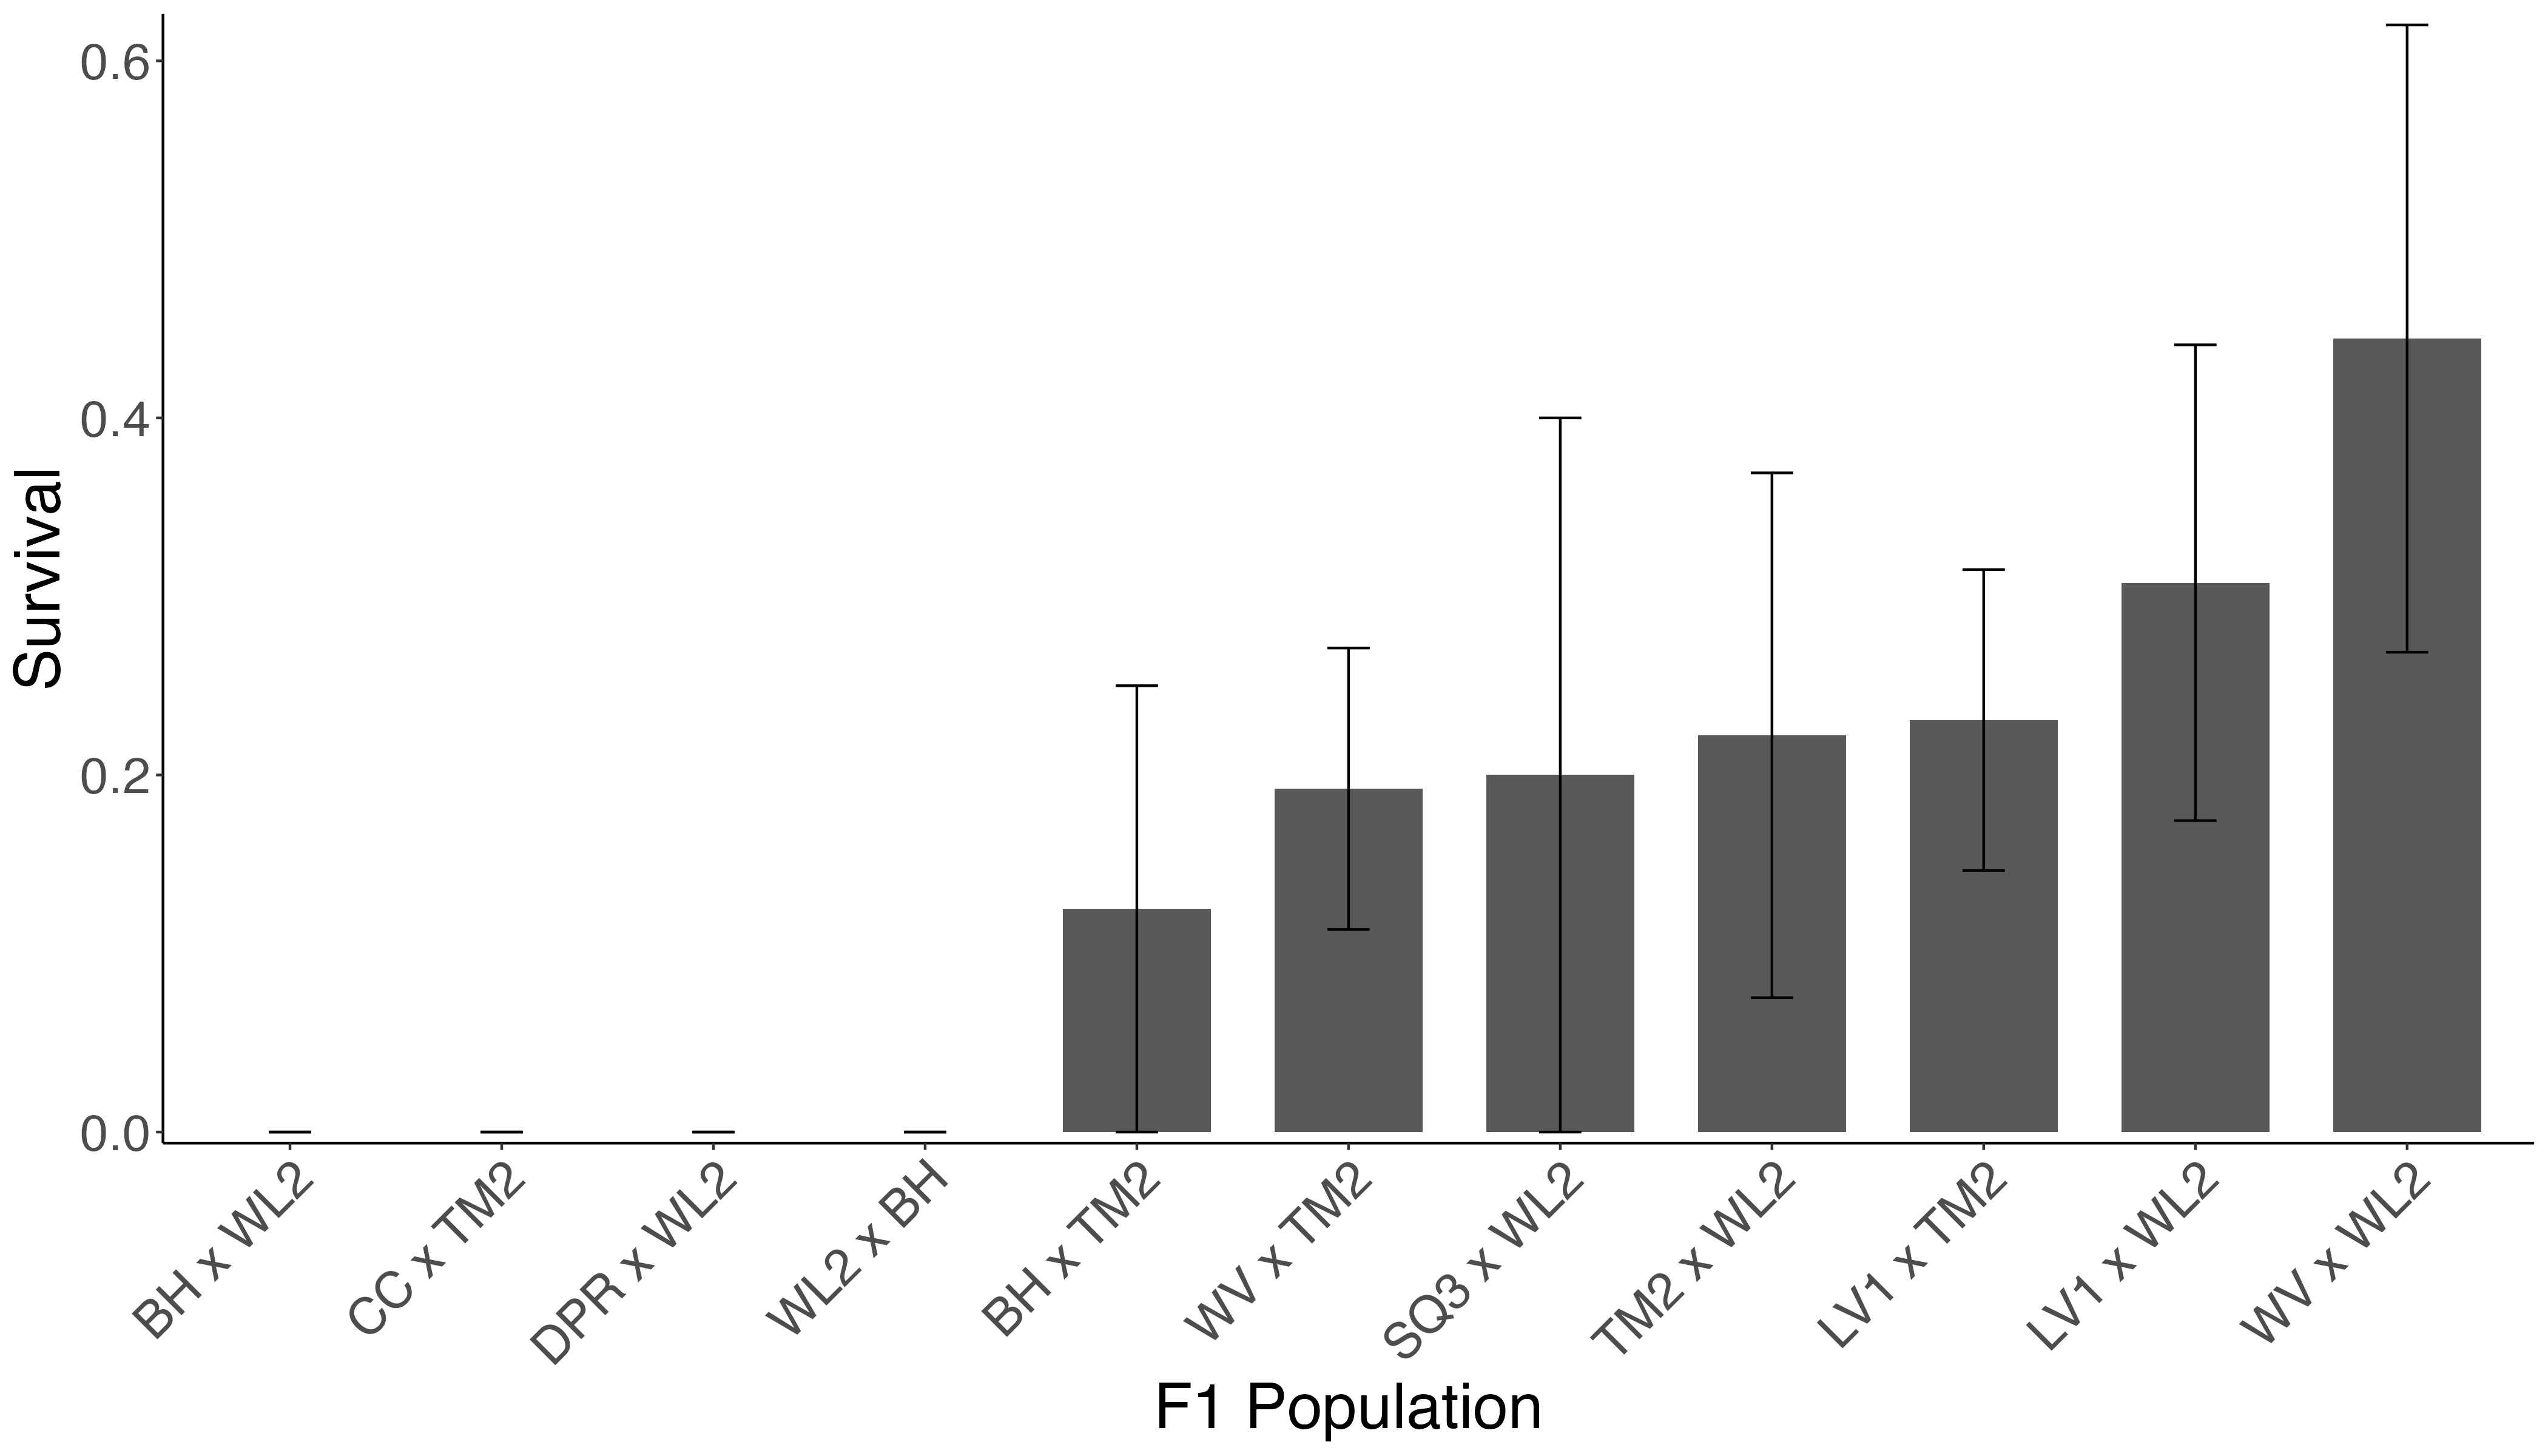 0.6
0.4
0.2
0.0
Survival
BH x WL2
CC x TM2
DPR x WL2
WL2 x BH
BH x TM2
WV x TM2
SQ3 x WL2
TM2 x WL2
LV1 x TM2
LV1 x WL2
WV x WL2
F1 Population